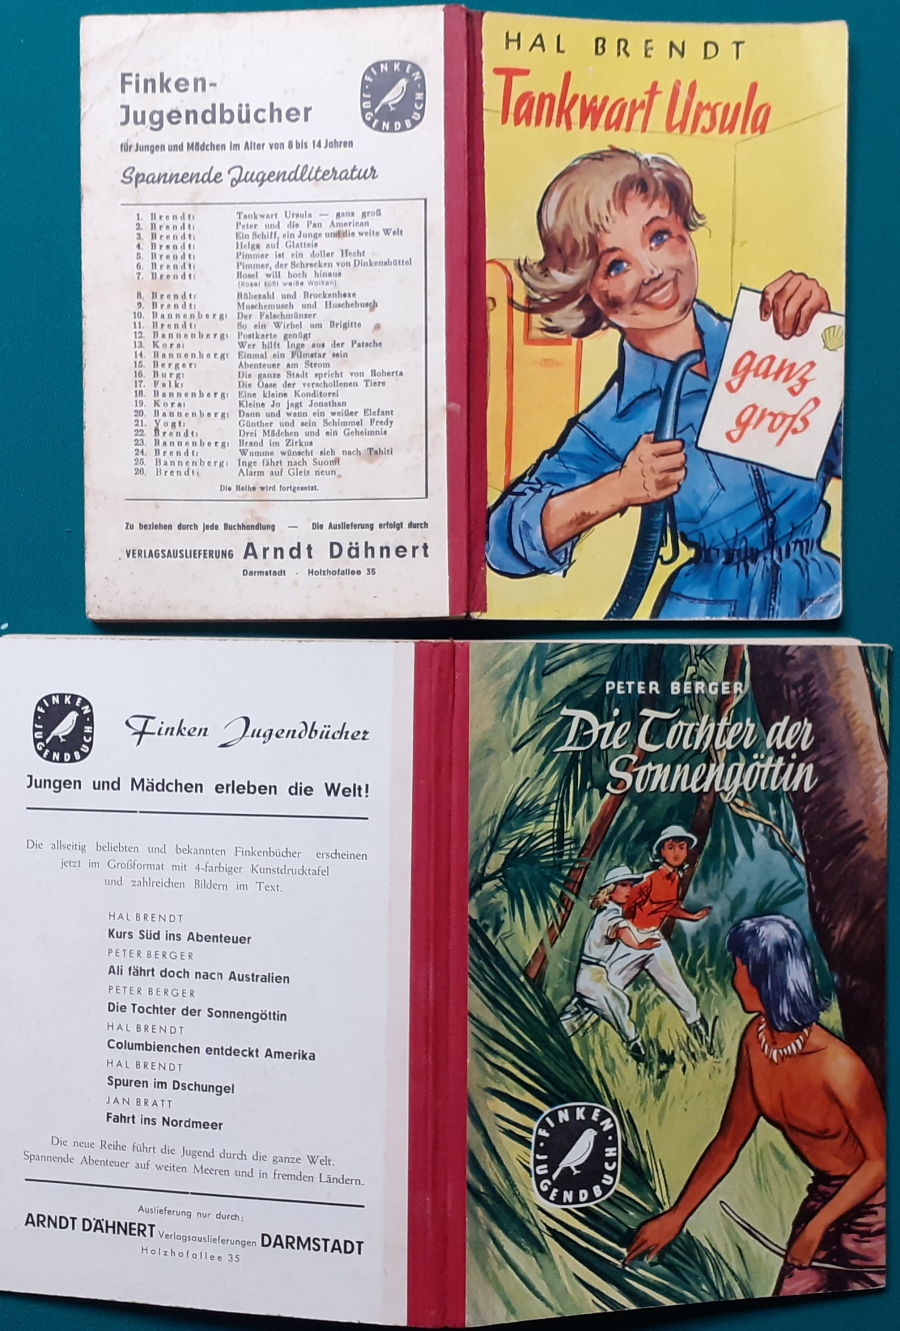 Finken-
Jugendbücher
FINKEN
JUGENDBUCH
für Jungen und Mädchen im Alter von 8 bis 14 Jahren
Spannende Jugendliteratur
1. Brendt: Tankwart Ursula — ganz groß
2. Brendt: Peter und die Pan American
3. Brendt: Ein Schiff, ein Junge und die weite Welt
4. Brendt: Helga auf Glatteis
5. Brendt: Pimmer ist ein doller Hecht
6. Brendt: Pimmer, der Schrecken von Dinkensbüttel
7. Brendt: Rosel will hoch hinaus
(Rosel küßt weiße Wolken)
8. Brendt: Rübezahl und Brockenhexe
9. Brendt: Muschemusch und Huschebusch
10. Bannenberg: Der Falschmünzer
11. Brendt: So ein Wirbel um Brigitte
12. Bannenberg: Postkarte genügt
13. Kora: Wer hilft Inge aus der Patsche
14. Bannenberg: Einmal ein Filmstar sein
15. Berger: Abenteuer am Strom
16. Burg: Die ganze Stadt spricht von Roberta
17. Falk: Die Oase der verschollenen Tiere
18. Bannenberg: Eine kleine Konditorei
19. Kora: Kleine Jo jagt Jonathan
20. Bannenberg: Dann und wann ein weißer Elefant
21. Vogt: Günther und sein Schimmel Fredy
22. Brendt: Drei Mädchen und ein Geheimnis
23. Bannenberg: Brand im Zirkus
24. Brendt: Wumme wünscht sich nach Tahiti
25. Bannenberg: Inge fährt nach Suomi
26. Brendt: Alarm auf Gleis neun
Die Reihe wird fortgesetzt.
Zu beziehen durch jede Buchhandlung — Die Auslieferung erfolgt durch
VERLAGSAUSLIEFERUNG Arndt Dähnert
Darmstadt - Holzhofallee 35
HAL BRENDT
Tankwart Ursula
ganz
groß
FINKEN
JUGENDBUCH
Finken Jugendbücher
Jungen und Mädchen erleben die Welt!
Die allseitig beliebten und bekannten Finkenbücher erscheinen
jetzt im Großformat mit 4-farbiger Kunstdrucktafel
und zahlreichen Bildern im Text.
HAL BRENDT
Kurs Süd ins Abenteuer
PETER BERGER
Ali fährt doch nach Australien
PETER BERGER
Die Tochter der Sonnengöttin
HAL BRENDT
Columbienchen entdeckt Amerika
HAL BRENDT
Spuren im Dschungel
JAN BRATT
Fahrt ins Nordmeer
Die neue Reihe führt die Jugend durch die ganze Welt.
Spannende Abenteuer auf weiten Meeren und in fremden Ländern.
Auslieferung nur durch:
ARNDT DÄHNERT Verlagsauslieferungen DARMSTADT
Holzhofallee 35
PETER BERGER
Die Tochter der
Sonnengöttin
FINKEN
JUGENDBUCH